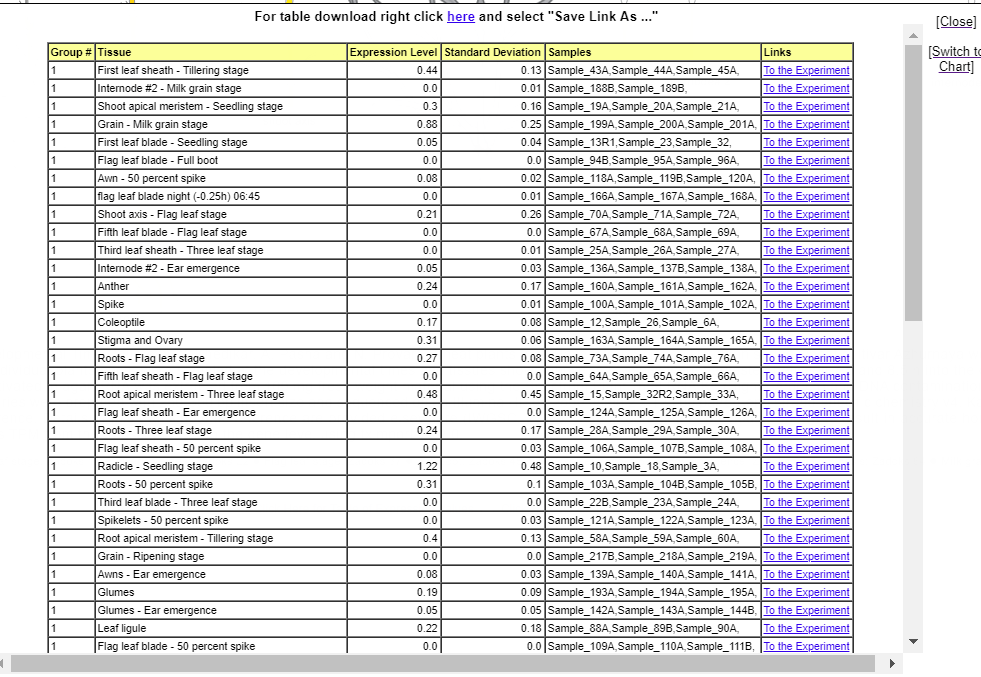 For table download right click here and select "Save Link As ..."
[Close]
[Switch to Chart]
Group # Tissue Expression Level Standard Deviation Samples Links
1 First leaf sheath - Tillering stage 0.44 0.13 Sample_43A,Sample_44A,Sample_45A, To the Experiment
1 Internode #2 - Milk grain stage 0.0 0.01 Sample_188B,Sample_189B, To the Experiment
1 Shoot apical meristem - Seedling stage 0.3 0.16 Sample_19A,Sample_20A,Sample_21A, To the Experiment
1 Grain - Milk grain stage 0.88 0.25 Sample_199A,Sample_200A,Sample_201A, To the Experiment
1 First leaf blade - Seedling stage 0.05 0.04 Sample_13R1,Sample_23,Sample_32, To the Experiment
1 Flag leaf blade - Full boot 0.0 0.0 Sample_94B,Sample_95A,Sample_96A, To the Experiment
1 Awn - 50 percent spike 0.08 0.02 Sample_118A,Sample_119B,Sample_120A, To the Experiment
1 flag leaf blade night (-0.25h) 06:45 0.0 0.01 Sample_166A,Sample_167A,Sample_168A, To the Experiment
1 Shoot axis - Flag leaf stage 0.21 0.26 Sample_70A,Sample_71A,Sample_72A, To the Experiment
1 Fifth leaf blade - Flag leaf stage 0.0 0.0 Sample_67A,Sample_68A,Sample_69A, To the Experiment
1 Third leaf sheath - Three leaf stage 0.0 0.01 Sample_25A,Sample_26A,Sample_27A, To the Experiment
1 Internode #2 - Ear emergence 0.05 0.03 Sample_136A,Sample_137B,Sample_138A, To the Experiment
1 Anther 0.24 0.17 Sample_160A,Sample_161A,Sample_162A, To the Experiment
1 Spike 0.0 0.01 Sample_100A,Sample_101A,Sample_102A, To the Experiment
1 Coleoptile 0.17 0.08 Sample_12,Sample_26,Sample_6A, To the Experiment
1 Stigma and Ovary 0.31 0.06 Sample_163A,Sample_164A,Sample_165A, To the Experiment
1 Roots - Flag leaf stage 0.27 0.08 Sample_73A,Sample_74A,Sample_76A, To the Experiment
1 Fifth leaf sheath - Flag leaf stage 0.0 0.0 Sample_64A,Sample_65A,Sample_66A, To the Experiment
1 Root apical meristem - Three leaf stage 0.48 0.45 Sample_15,Sample_32R2,Sample_33A, To the Experiment
1 Flag leaf sheath - Ear emergence 0.0 0.0 Sample_124A,Sample_125A,Sample_126A, To the Experiment
1 Roots - Three leaf stage 0.24 0.17 Sample_28A,Sample_29A,Sample_30A, To the Experiment
1 Flag leaf sheath - 50 percent spike 0.0 0.03 Sample_106A,Sample_107B,Sample_108A, To the Experiment
1 Radicle - Seedling stage 1.22 0.48 Sample_10,Sample_18,Sample_3A, To the Experiment
1 Roots - 50 percent spike 0.31 0.1 Sample_103A,Sample_104B,Sample_105B, To the Experiment
1 Third leaf blade - Three leaf stage 0.0 0.0 Sample_22B,Sample_23A,Sample_24A, To the Experiment
1 Spikelets - 50 percent spike 0.0 0.03 Sample_121A,Sample_122A,Sample_123A, To the Experiment
1 Root apical meristem - Tillering stage 0.4 0.13 Sample_58A,Sample_59A,Sample_60A, To the Experiment
1 Grain - Ripening stage 0.0 0.0 Sample_217B,Sample_218A,Sample_219A, To the Experiment
1 Awns - Ear emergence 0.08 0.03 Sample_139A,Sample_140A,Sample_141A, To the Experiment
1 Glumes 0.19 0.09 Sample_193A,Sample_194A,Sample_195A, To the Experiment
1 Glumes - Ear emergence 0.05 0.05 Sample_142A,Sample_143A,Sample_144B, To the Experiment
1 Leaf ligule 0.22 0.18 Sample_88A,Sample_89B,Sample_90A, To the Experiment
1 Flag leaf blade - 50 percent spike 0.0 0.0 Sample_109A,Sample_110A,Sample_111B, To the Experiment